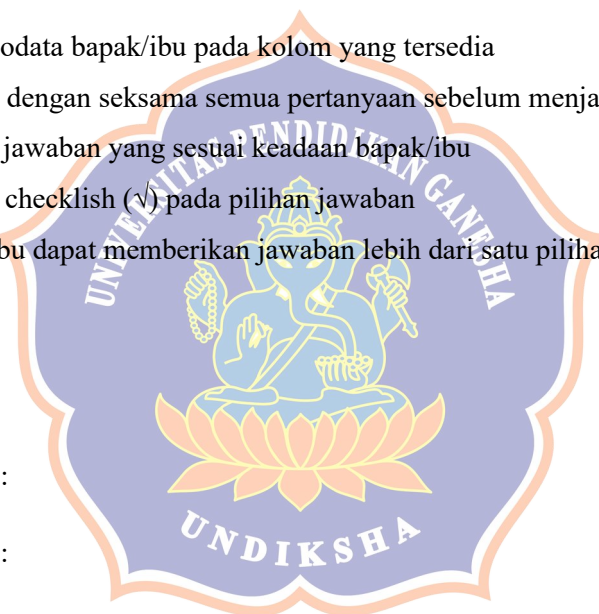 odata bapak/ibu pada kolom yang tersedia
dengan seksama semua pertanyaan sebelum menja
jawaban yang sesuai keadaan bapak/ibu
UNIVERSITAS PENDIDIKAN GANESHA
checklish (√) pada pilihan jawaban
bu dapat memberikan jawaban lebih dari satu piliha
:
UNDIKSHA
: